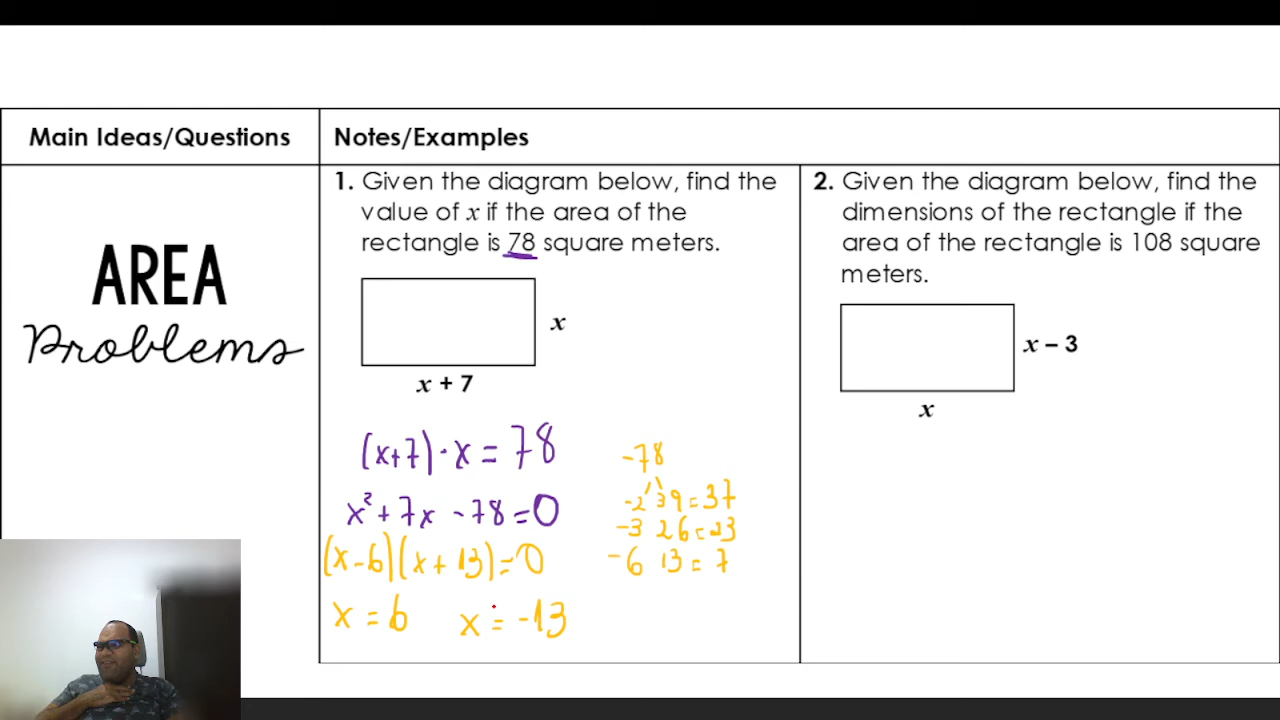 Main Ideas/Questions
Notes/Examples
AREA
Problems
1. Given the diagram below, find the
value of x if the area of the
rectangle is 78 square meters.
x
x + 7
(x+7)·x = 78
x² + 7x - 78 = 0
(x-6)(x+13)=0
x = 6 x = -13
-78
-2 39 = 37
-3 26 = 23
-6 13 = 7
2. Given the diagram below, find the
dimensions of the rectangle if the
area of the rectangle is 108 square
meters.
x – 3
x